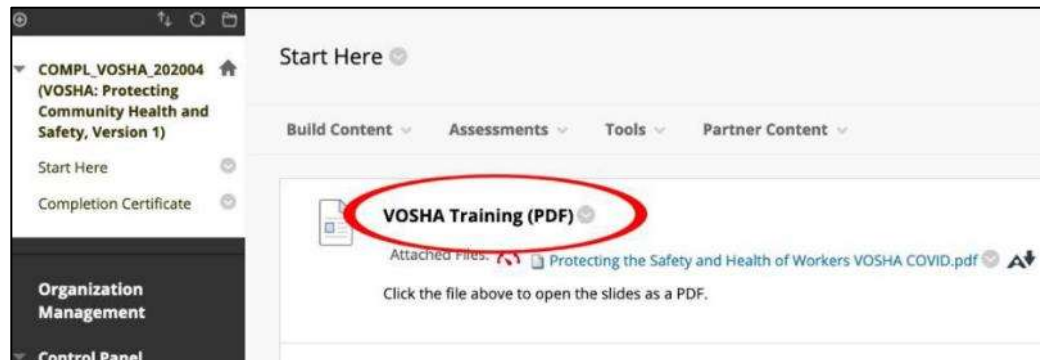 COMPL_VOSHA_202004
(VOSHA: Protecting
Community Health and
Safety, Version 1)
Start Here
Completion Certificate
Organization
Management
Control Panel
Start Here
Build Content
Assessments
Tools
Partner Content
VOSHA Training (PDF)
Attached Files:
Protecting the Safety and Health of Workers VOSHA COVID.pdf
Click the file above to open the slides as a PDF.